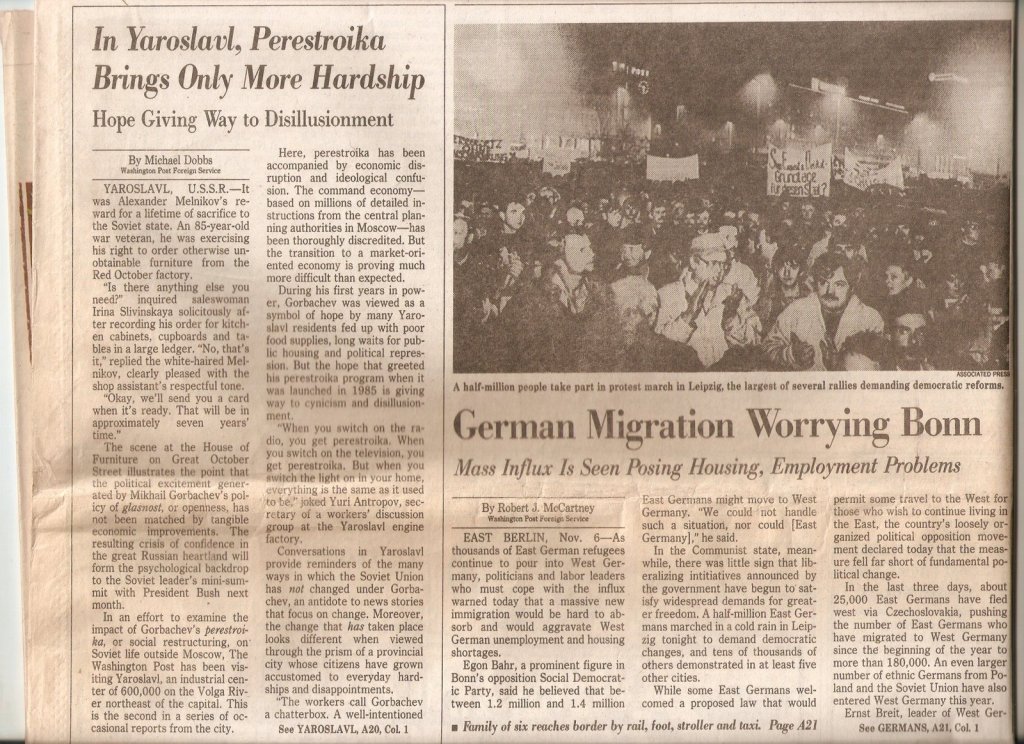 In Yaroslavl, Perestroika
Brings Only More Hardship
Hope Giving Way to Disillusionment
By Michael Dobbs
Washington Post Foreign Service
YAROSLAVL, U.S.S.R.—It
was Alexander Melnikov's re-
ward for a lifetime of sacrifice to
the Soviet state. An 85-year-old
war veteran, he was exercising
his right to order otherwise un-
obtainable furniture from the
Red October factory.
"Is there anything else you
need?" inquired saleswoman
Irina Slivinskaya solicitously af-
ter recording his order for kitch-
en cabinets, cupboards and ta-
bles in a large ledger. "No, that's
it," replied the white-haired Mel-
nikov, clearly pleased with the
shop assistant's respectful tone.
"Okay, we'll send you a card
when it's ready. That will be in
approximately seven years'
time."
The scene at the House of
Furniture on Great October
Street illustrates the point that
the political excitement gener-
ated by Mikhail Gorbachev's pol-
icy of glasnost, or openness, has
not been matched by tangible
economic improvements. The
resulting crisis of confidence in
the great Russian heartland will
form the psychological backdrop
to the Soviet leader's mini-sum-
mit with President Bush next
month.
In an effort to examine the
impact of Gorbachev's perestroi-
ka, or social restructuring, on
Soviet life outside Moscow, The
Washington Post has been vis-
iting Yaroslavl, an industrial cen-
ter of 600,000 on the Volga Riv-
er northeast of the capital. This
is the second in a series of oc-
casional reports from the city.
Here, perestroika has been
accompanied by economic dis-
ruption and ideological confu-
sion. The command economy—
based on millions of detailed in-
structions from the central plan-
ning authorities in Moscow—has
been thoroughly discredited. But
the transition to a market-ori-
ented economy is proving much
more difficult than expected.
During his first years in pow-
er, Gorbachev was viewed as a
symbol of hope by many Yaro-
slavl residents fed up with poor
food supplies, long waits for pub-
lic housing and political repres-
sion. But the hope that greeted
his perestroika program when it
was launched in 1985 is giving
way to cynicism and disillusion-
ment.
"When you switch on the ra-
dio, you get perestroika. When
you switch on the television, you
get perestroika. But when you
switch the light on in your home,
everything is the same as it used
to be," joked Yuri Antropov, sec-
retary of a workers' discussion
group at the Yaroslavl engine
factory.
Conversations in Yaroslavl
provide reminders of the many
ways in which the Soviet Union
has not changed under Gorba-
chev, an antidote to news stories
that focus on change. Moreover,
the change that has taken place
looks different when viewed
through the prism of a provincial
city whose citizens have grown
accustomed to everyday hard-
ships and disappointments.
"The workers call Gorbachev
a chatterbox. A well-intentioned
See YAROSLAVL, A20, Col. 1
POST
Grundlage
für diesen Staat?
ASSOCIATED PRESS
A half-million people take part in protest march in Leipzig, the largest of several rallies demanding democratic reforms.
German Migration Worrying Bonn
Mass Influx Is Seen Posing Housing, Employment Problems
By Robert J. McCartney
Washington Post Foreign Service
EAST BERLIN, Nov. 6—As
thousands of East German refugees
continue to pour into West Ger-
many, politicians and labor leaders
who must cope with the influx
warned today that a massive new
immigration would be hard to ab-
sorb and would aggravate West
German unemployment and housing
shortages.
Egon Bahr, a prominent figure in
Bonn's opposition Social Democrat-
ic Party, said he believed that be-
tween 1.2 million and 1.4 million
East Germans might move to West
Germany. "We could not handle
such a situation, nor could [East
Germany]," he said.
In the Communist state, mean-
while, there was little sign that lib-
eralizing intitiatives announced by
the government have begun to sat-
isfy widespread demands for great-
er freedom. A half-million East Ger-
mans marched in a cold rain in Leip-
zig tonight to demand democratic
changes, and tens of thousands of
others demonstrated in at least five
other cities.
While some East Germans wel-
comed a proposed law that would
permit some travel to the West for
those who wish to continue living in
the East, the country's loosely or-
ganized political opposition move-
ment declared today that the meas-
ure fell far short of fundamental po-
litical change.
In the last three days, about
25,000 East Germans have fled
west via Czechoslovakia, pushing
the number of East Germans who
have migrated to West Germany
since the beginning of the year to
more than 180,000. An even larger
number of ethnic Germans from Po-
land and the Soviet Union have also
entered West Germany this year.
Ernst Breit, leader of West Ger-
See GERMANS, A21, Col. 1
■ Family of six reaches border by rail, foot, stroller and taxi. Page A21